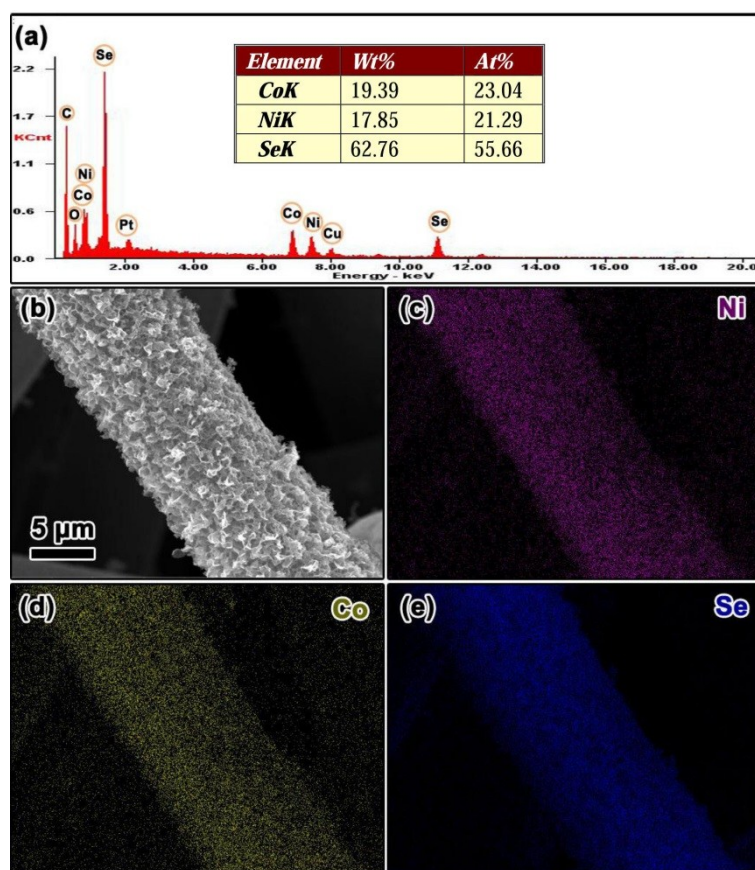 (a)
Se
2.2
C
1.7
KCnt
1.1
Ni
Co
0.6
O
Pt
Co
Ni
Cu
Se
0.0
2.00
4.00
6.00
8.00
10.00
12.00
14.00
16.00
18.00
20.0
Energy - keV
Element Wt% At%
CoK 19.39 23.04
NiK 17.85 21.29
SeK 62.76 55.66
(b)
5 μm
(c) Ni
(d) Co
(e) Se